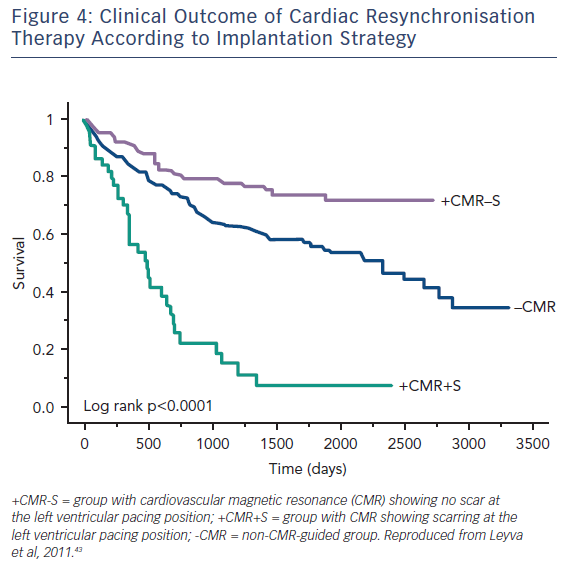 Figure 4: Clinical Outcome of Cardiac Resynchronisation
Therapy According to Implantation Strategy
1
0.8
0.6
0.4
0.2
0.0
Survival
+CMR–S
–CMR
+CMR+S
Log rank p<0.0001
0 500 1000 1500 2000 2500 3000 3500
Time (days)
+CMR-S = group with cardiovascular magnetic resonance (CMR) showing no scar at
the left ventricular pacing position; +CMR+S = group with CMR showing scarring at the
left ventricular pacing position; -CMR = non-CMR-guided group. Reproduced from Leyva
et al, 2011.⁴³